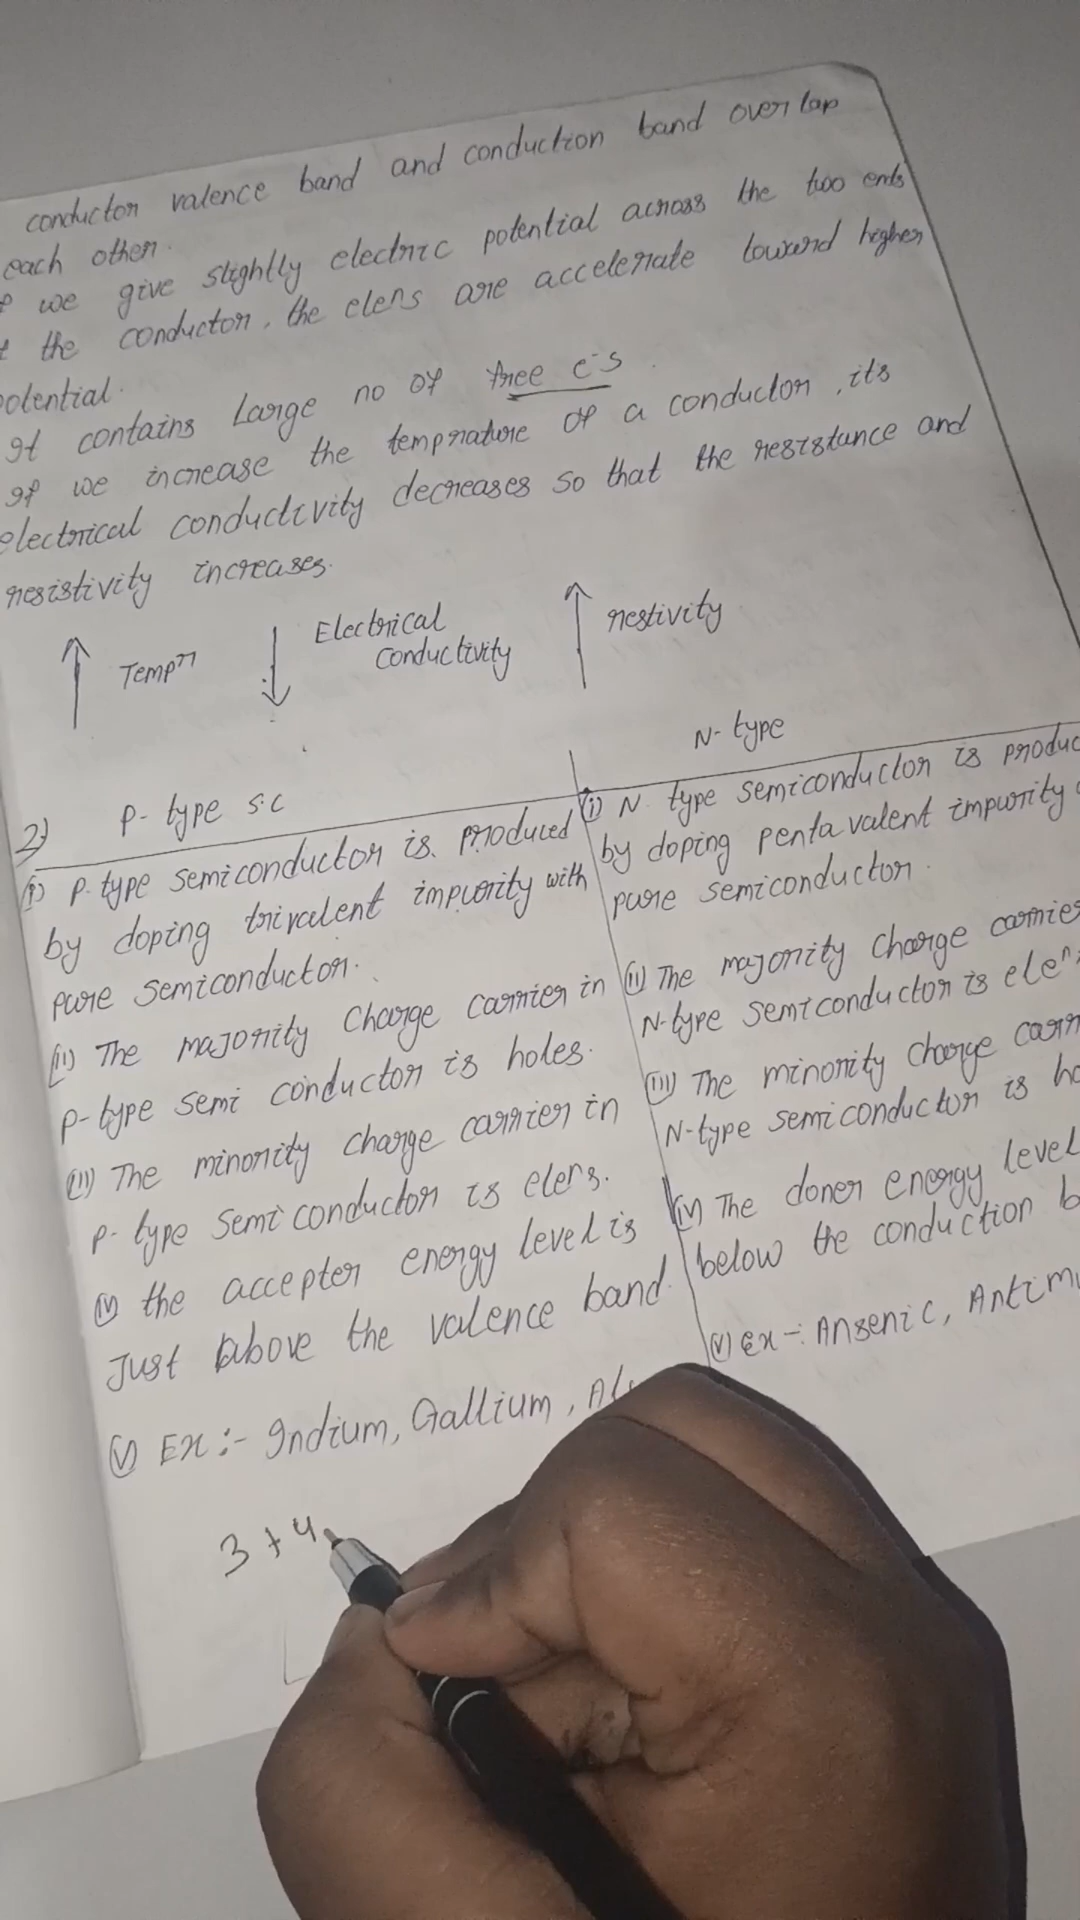 conductor valence band and conduction band overlap
each other.
we give slightly electric potential across the two ends
the conductor, the elens are accelerate toward higher
potential.
It contains Large no of free e⁻s.
If we increase the temprature of a conductor, its
electrical conductivity decreases so that the resistance and
resistivity increases.
↑ Tempⁿ ↓ Electrical conductivity ↑ restivity
2) P-type s.c
(i) P-type semiconductor is produced
by doping trivalent impurity with
pure semiconductor.
(ii) The majority charge carrier in
P-type semi conductor is holes.
(iii) The minority charge carrier in
P-type semi conductor is elens.
(iv) the accepter energy level is
Just above the valence band.
(v) Ex:- Indium, Gallium,
3+4
N-type
(i) N-type semiconductor is
by doping pentavalent impurity
pure semiconductor.
(ii) The majority charge
N-type semiconductor is
(iii) The minority charge
N-type semiconductor is
(iv) The doner energy level
below the conduction
(v) Ex-: Arsenic,